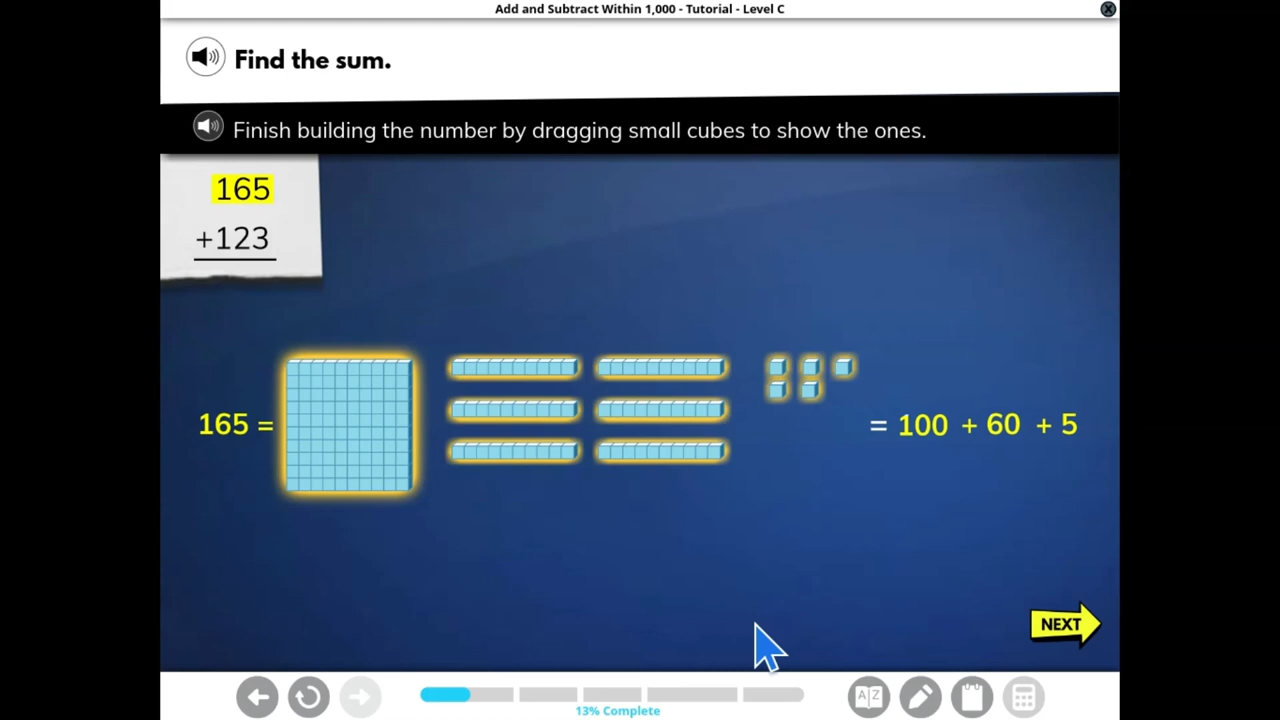 Add and Subtract Within 1,000 - Tutorial - Level C
Find the sum.
Finish building the number by dragging small cubes to show the ones.
165
+123
165 = = 100 + 60 + 5
NEXT
13% Complete
A Z